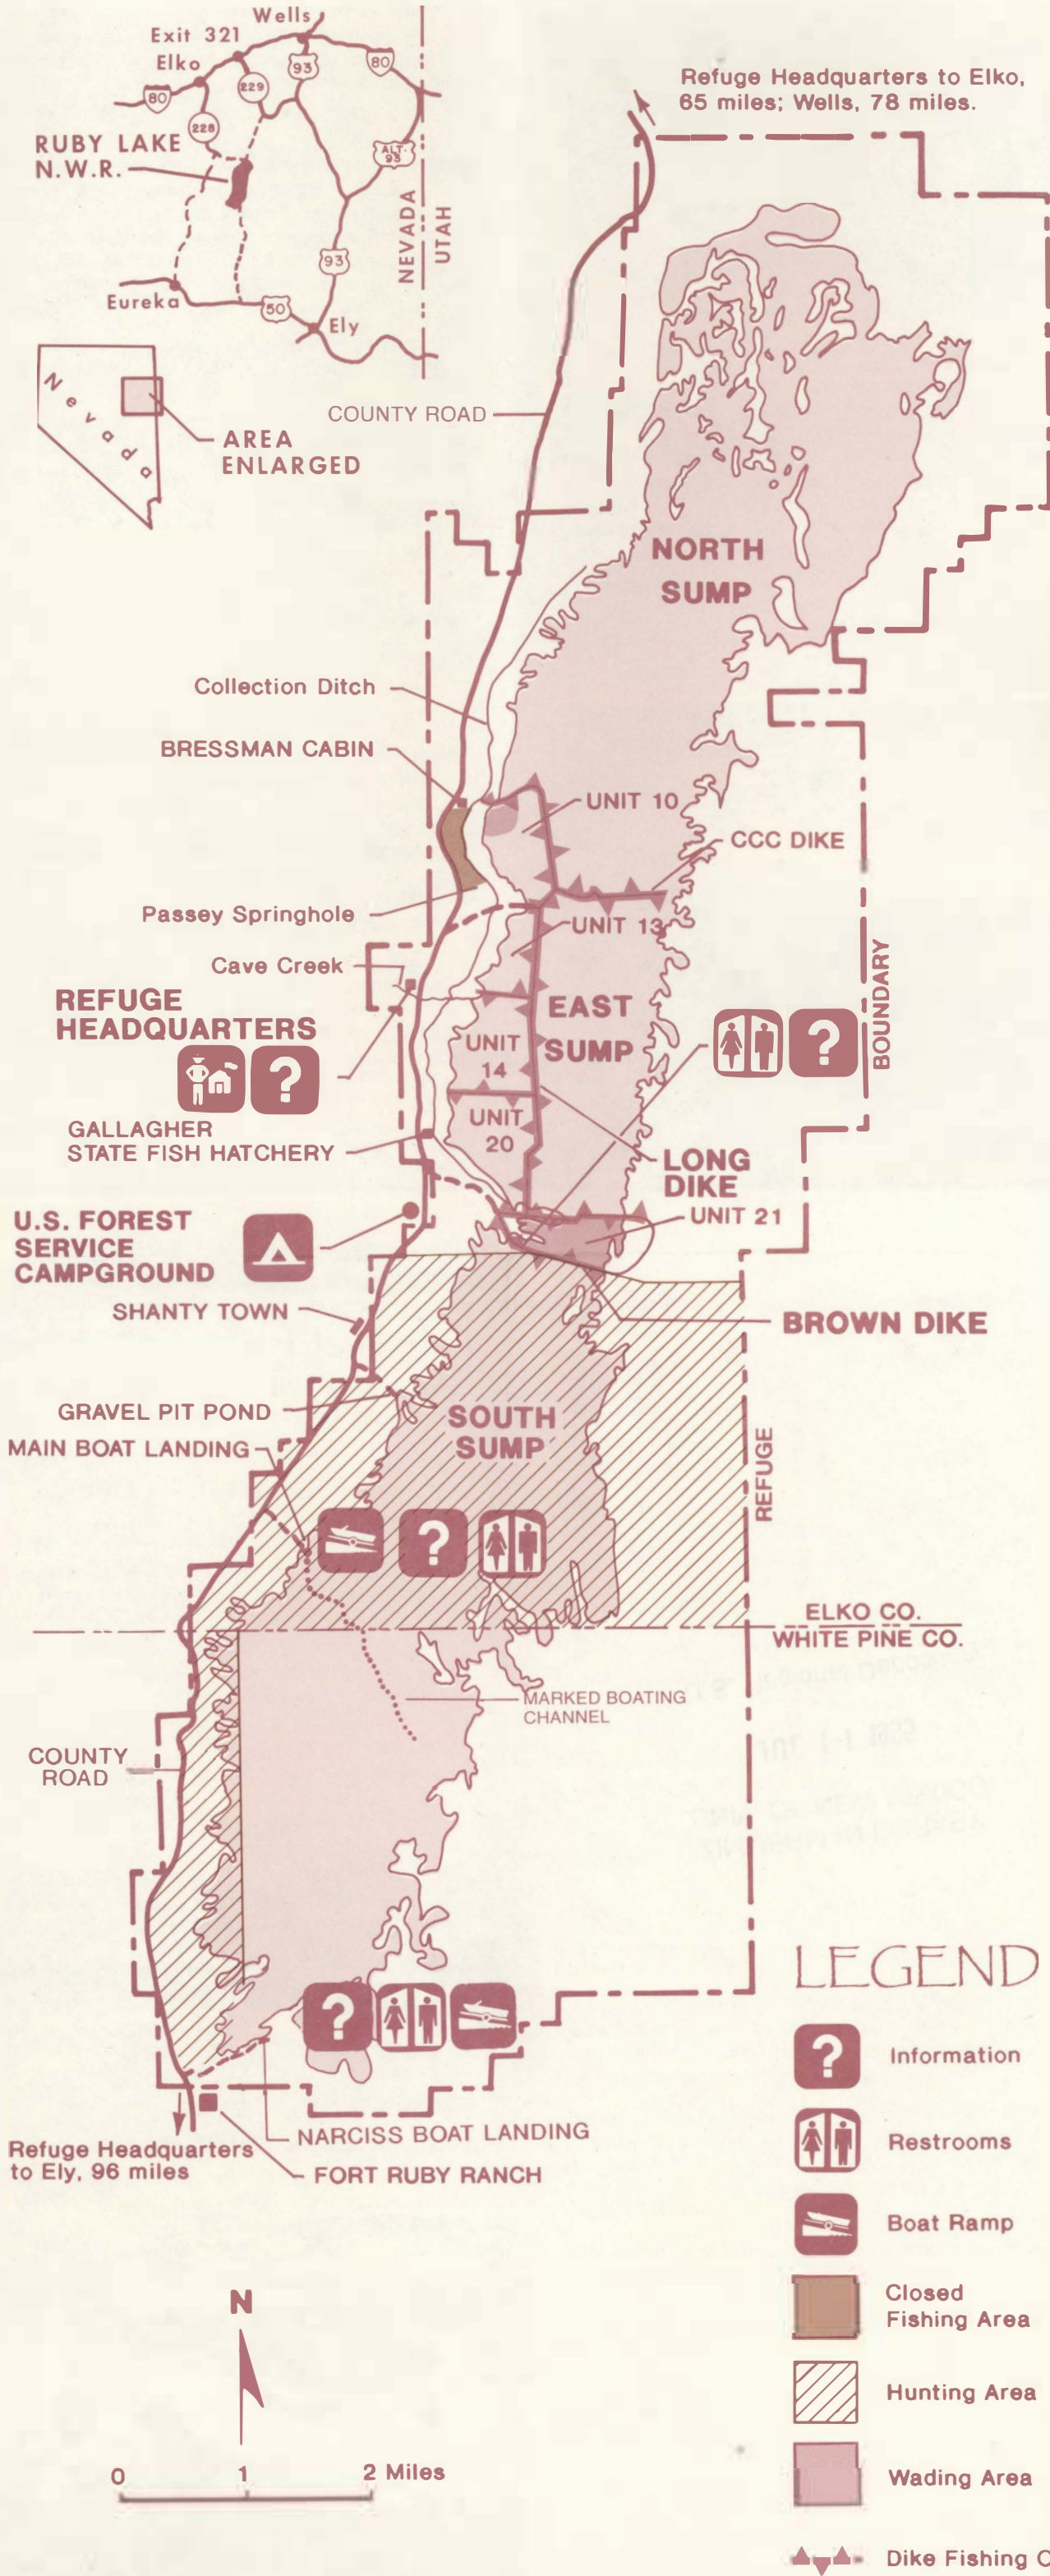 Wells
Exit 321
Elko
80
93
80
229
228
ALT.
93
RUBY LAKE
N.W.R.
NEVADA
UTAH
93
Eureka
50
Ely
Refuge Headquarters to Elko,
65 miles; Wells, 78 miles.
Nevada
AREA
ENLARGED
COUNTY ROAD
NORTH
SUMP
Collection Ditch
BRESSMAN CABIN
UNIT 10
CCC DIKE
Passey Springhole
UNIT 13
Cave Creek
REFUGE
HEADQUARTERS
?
EAST
SUMP
?
BOUNDARY
UNIT
14
GALLAGHER
STATE FISH HATCHERY
UNIT
20
LONG
DIKE
UNIT 21
U.S. FOREST
SERVICE
CAMPGROUND
SHANTY TOWN
BROWN DIKE
GRAVEL PIT POND
SOUTH
SUMP
MAIN BOAT LANDING
REFUGE
?
ELKO CO.
WHITE PINE CO.
MARKED BOATING
CHANNEL
COUNTY
ROAD
?
NARCISS BOAT LANDING
Refuge Headquarters
to Ely, 96 miles
FORT RUBY RANCH
LEGEND
? Information
Restrooms
Boat Ramp
Closed
Fishing Area
Hunting Area
Wading Area
Dike Fishing O
N
0 1 2 Miles